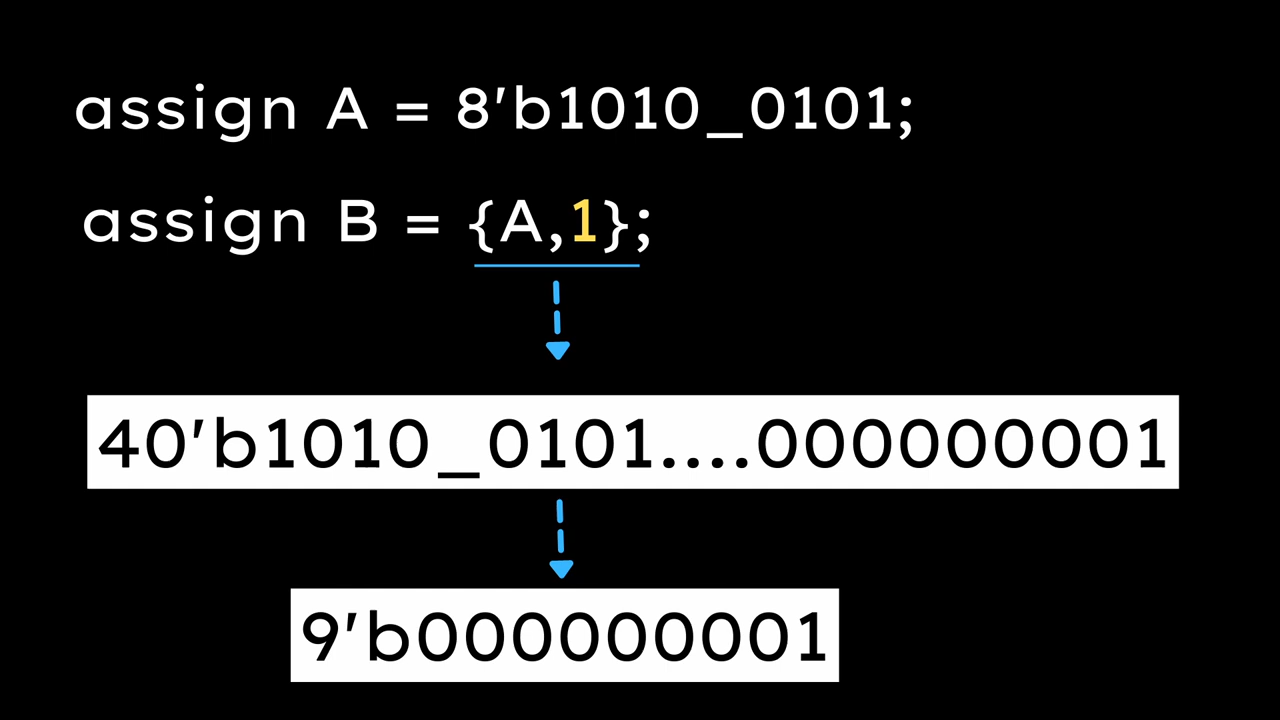 assign A = 8'b1010_0101;
assign B = {A,1};
40'b1010_0101....000000001
9'b000000001